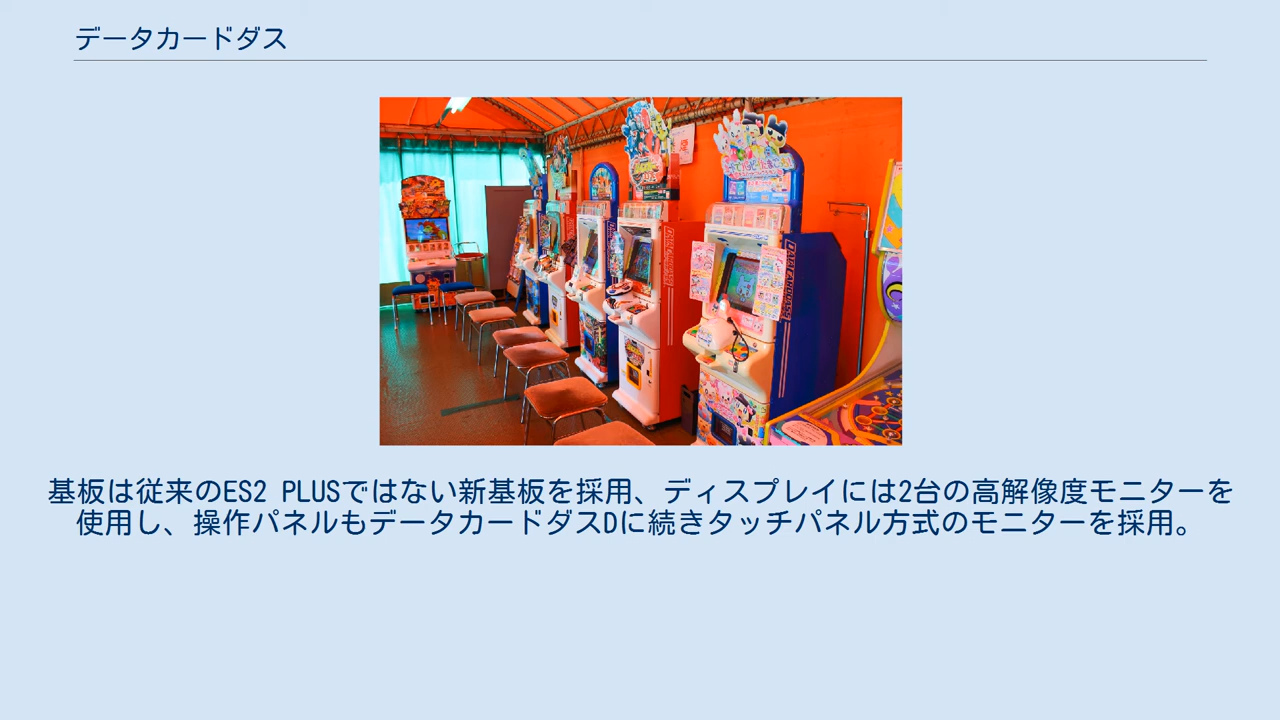 データカードダス
DATA CARDDASS
DATA CARDDASS
基板は従来のES2 PLUSではない新基板を採用、ディスプレイには2台の高解像度モニターを
使用し、操作パネルもデータカードダスDに続きタッチパネル方式のモニターを採用。